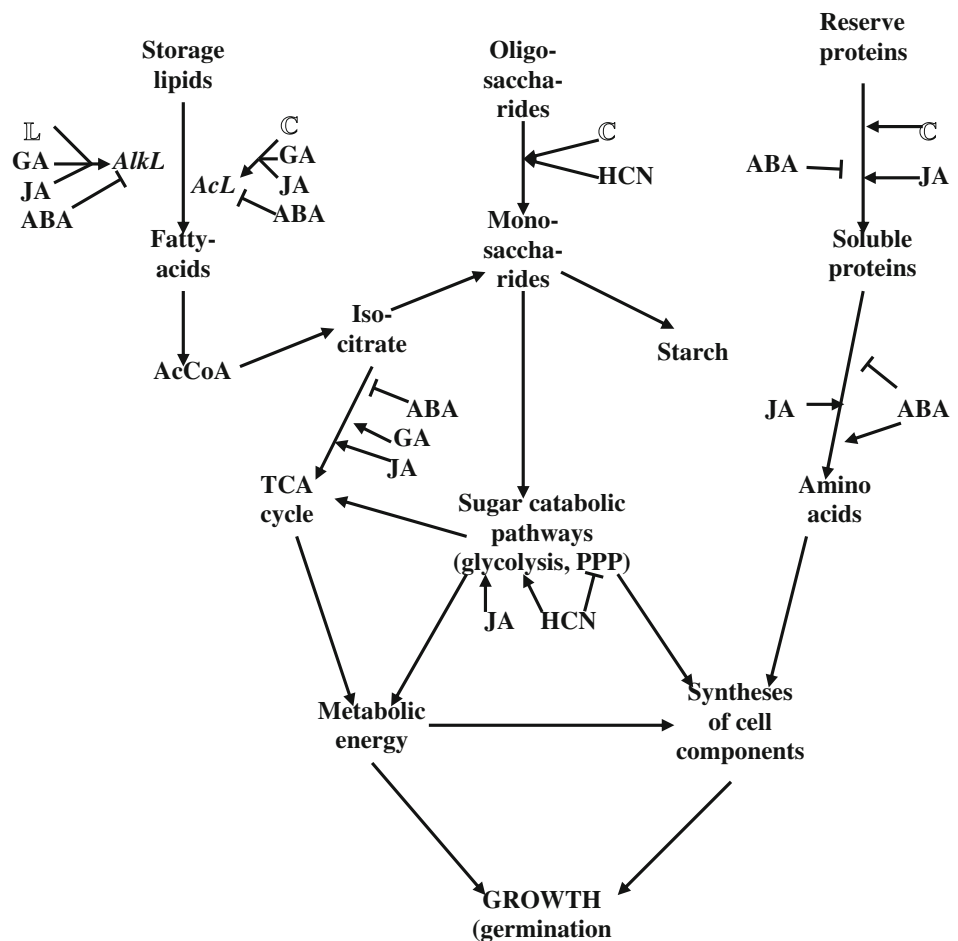 Storage
lipids
Oligo-
saccha-
rides
Reserve
proteins
𝕃
GA
JA
ABA
AlkL
AcL
ℂ
GA
JA
ABA
ℂ
HCN
ABA
ℂ
JA
Fatty-
acids
Mono-
saccha-
rides
Soluble
proteins
AcCoA
Iso-
citrate
Starch
ABA
GA
JA
JA
ABA
TCA
cycle
Sugar catabolic
pathways
(glycolysis, PPP)
Amino
acids
JA
HCN
Metabolic
energy
Syntheses
of cell
components
GROWTH
(germination